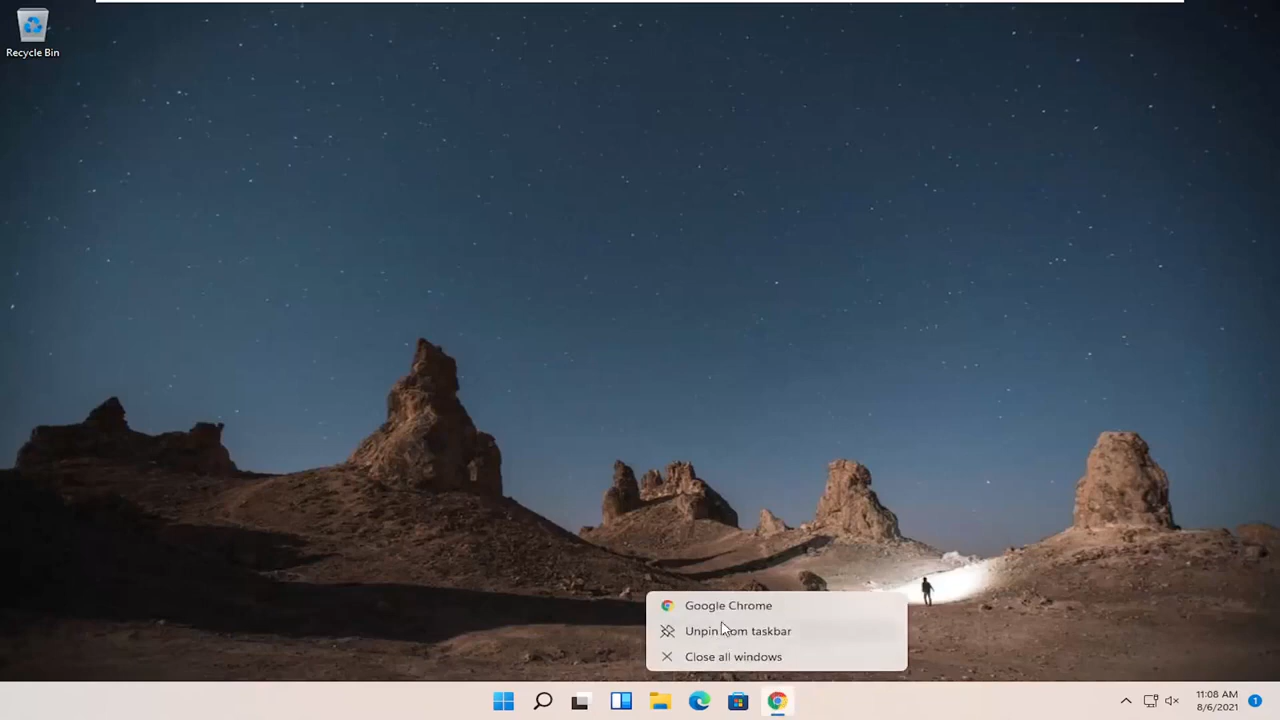 Recycle Bin
Google Chrome
Unpin from taskbar
Close all windows
11:08 AM
8/6/2021
1